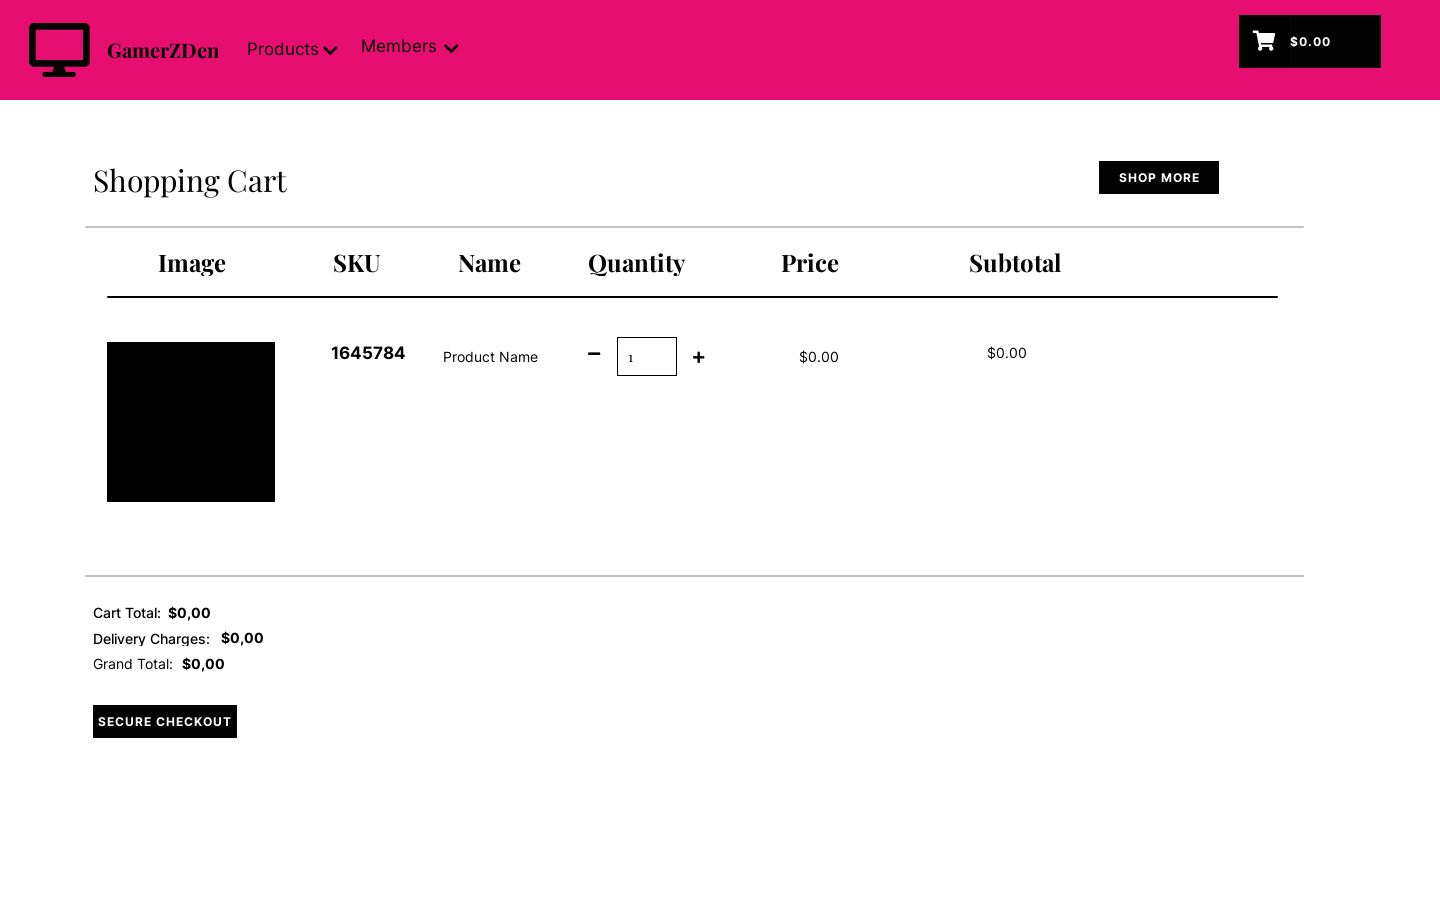 GamerZDen Products Members $0.00
Shopping Cart SHOP MORE
Image SKU Name Quantity Price Subtotal
1645784 Product Name 1 $0.00 $0.00
Cart Total: $0,00
Delivery Charges: $0,00
Grand Total: $0,00
SECURE CHECKOUT